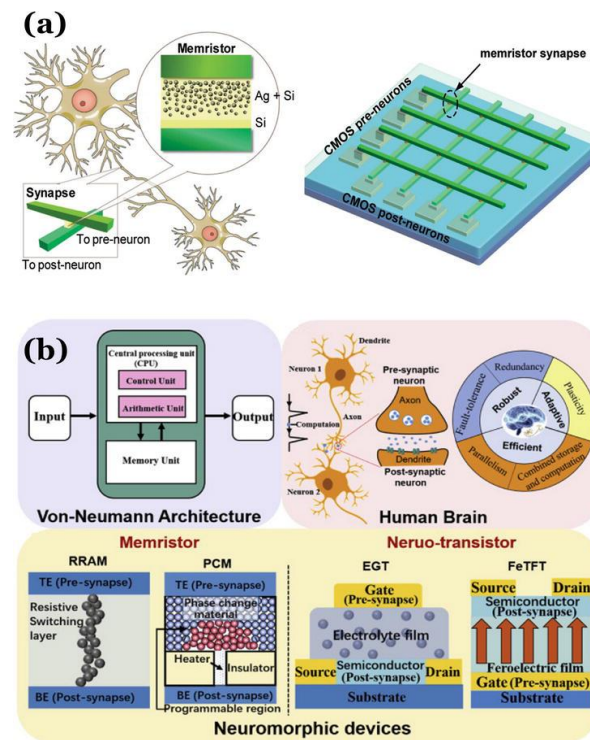 (a)
Memristor
Ag + Si
Si
Synapse
To pre-neuron
To post-neuron
memristor synapse
CMOS pre-neurons
CMOS post-neurons
(b)
Input
Central processing unit
(CPU)
Control Unit
Arithmetic Unit
Memory Unit
Output
Von-Neumann Architecture
Dendrite
Neuron 1
Axon
Computaion
Neuron 2
Pre-synaptic
neuron
Axon
Dendrite
Post-synaptic
neuron
Redundancy
Fault-tolerance
Plasticity
Robust
Adaptive
Efficient
Parallelism
Combined storage
and computation
Human Brain
Memristor
Neruo-transistor
RRAM
TE (Pre-synapse)
Resistive
Switching
layer
BE (Post-synapse)
PCM
TE (Pre-synapse)
Phase change
material
Heater
Insulator
BE (Post-synapse)
Programmable region
EGT
Gate
(Pre-synapse)
Electrolyte film
Source
Semiconductor
(Post-synapse)
Drain
Substrate
FeTFT
Source
Drain
Semiconductor
(Post-synapse)
Feroelectric film
Gate (Pre-synapse)
Substrate
Neuromorphic devices